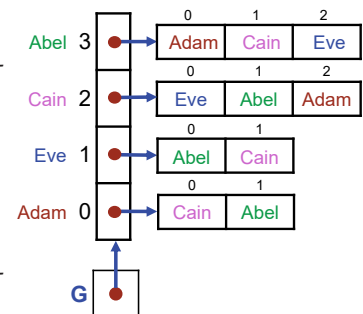 0 1 2
Abel 3 Adam Cain Eve
0 1 2
Cain 2 Eve Abel Adam
0 1
Eve 1 Abel Cain
0 1
Adam 0 Cain Abel
G